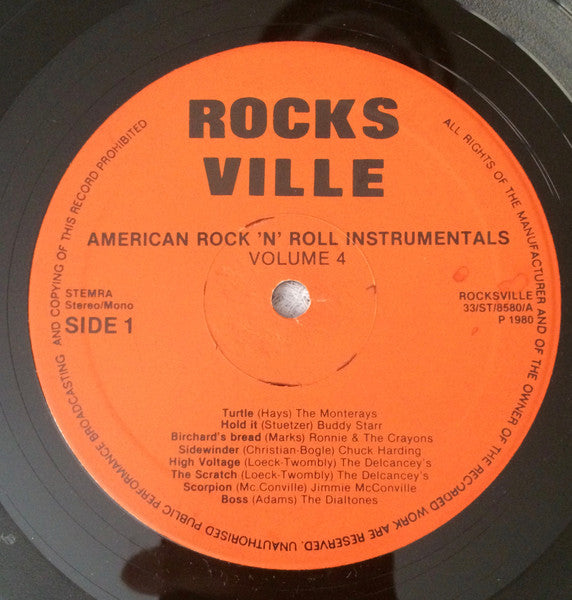 ROCKS
VILLE
AMERICAN ROCK 'N' ROLL INSTRUMENTALS
VOLUME 4
STEMRA
Stereo/Mono
SIDE 1
ROCKSVILLE
33/ST/8580/A
P 1980
Turtle (Hays) The Monterays
Hold it (Stuetzer) Buddy Starr
Birchard's bread (Marks) Ronnie & The Crayons
Sidewinder (Christian-Bogle) Chuck Harding
High Voltage (Loeck-Twombly) The Delcancey's
The Scratch (Loeck-Twombly) The Delcancey's
Scorpion (Mc.Conville) Jimmie McConville
Boss (Adams) The Dialtones
ALL RIGHTS OF THE MANUFACTURER AND OF THE OWNER OF THE RECORDED WORK ARE RESERVED. UNAUTHORISED PUBLIC PERFORMANCE BROADCASTING AND COPYING OF THIS RECORD PROHIBITED